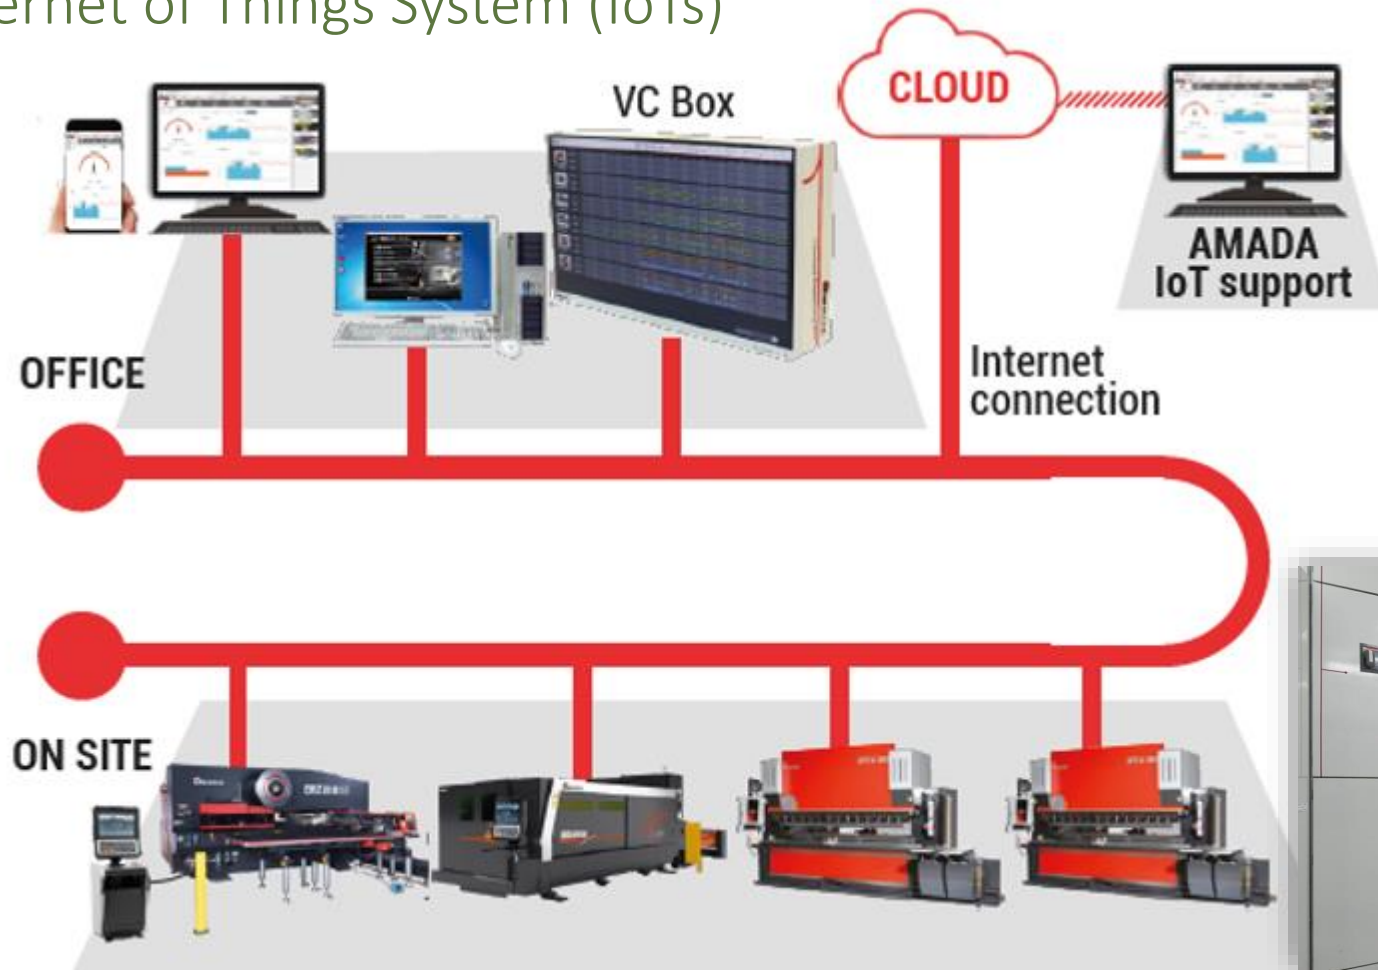 ernet of Things System (IoTs)
VC Box
CLOUD
AMADA
IoT support
OFFICE
Internet
connection
ON SITE